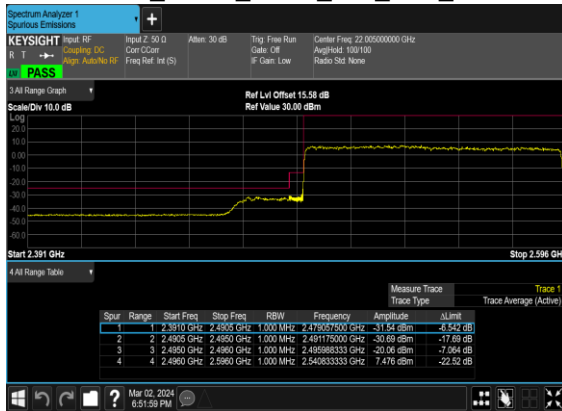 Spectrum Analyzer 1
Spurious Emissions
+
KEYSIGHT Input: RF Input Z: 50 Ω Atten: 30 dB Trig: Free Run Center Freq: 22.005000000 GHz
R T Coupling: DC Corr CCorr Gate: Off Avg|Hold: 100/100
Align: Auto/No RF Freq Ref: Int (S) IF Gain: Low Radio Std: None
PASS
3 All Range Graph
Ref Lvl Offset 15.58 dB
Scale/Div 10.0 dB Ref Value 30.00 dBm
Log
20.0
10.0
0.00
-10.0
-20.0
-30.0
-40.0
-50.0
-60.0
Start 2.391 GHz Stop 2.596 GHz
4 All Range Table
Measure Trace Trace 1
Trace Type Trace Average (Active)
Spur Range Start Freq Stop Freq RBW Frequency Amplitude ΔLimit
1 1 2.3910 GHz 2.4905 GHz 1.000 MHz 2.479057500 GHz -31.54 dBm -6.542 dB
2 2 2.4905 GHz 2.4950 GHz 1.000 MHz 2.491175000 GHz -30.69 dBm -17.69 dB
3 3 2.4950 GHz 2.4960 GHz 1.000 MHz 2.495988333 GHz -20.06 dBm -7.064 dB
4 4 2.4960 GHz 2.5960 GHz 1.000 MHz 2.540833333 GHz 7.476 dBm -22.52 dB
?
Mar 02, 2024
6:51:59 PM